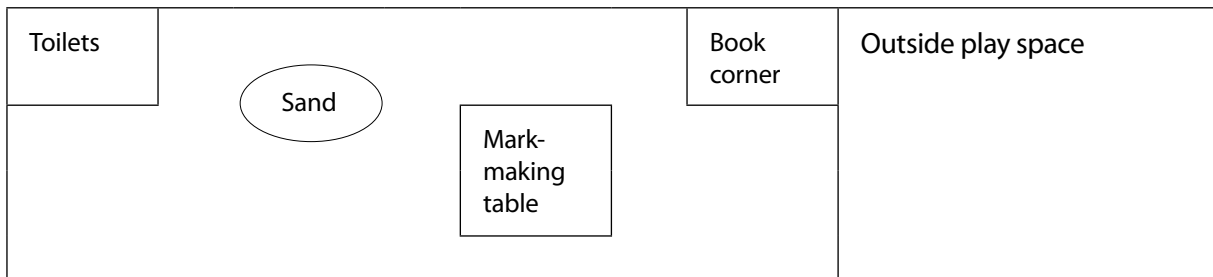 Toilets
Sand
Mark-
making
table
Book
corner
Outside play space